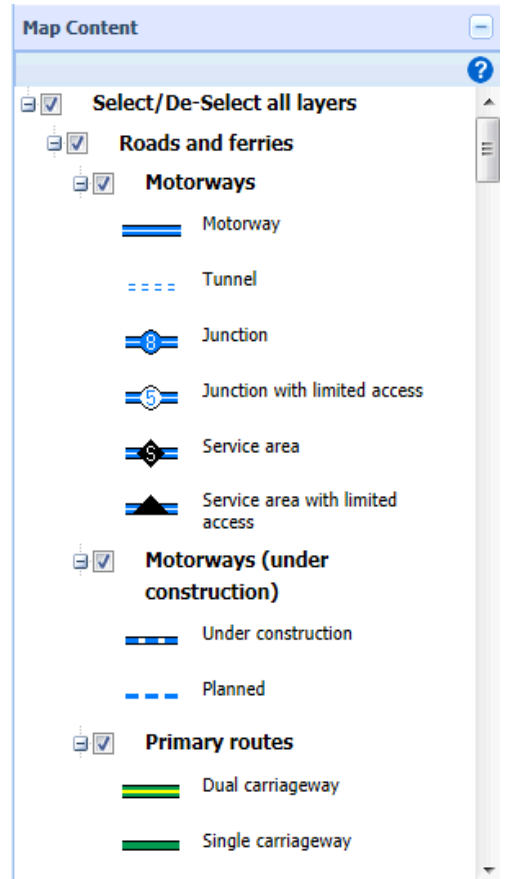 Map Content
?
Select/De-Select all layers
Roads and ferries
Motorways
Motorway
Tunnel
8 Junction
5 Junction with limited access
S Service area
Service area with limited
access
Motorways (under
construction)
Under construction
Planned
Primary routes
Dual carriageway
Single carriageway